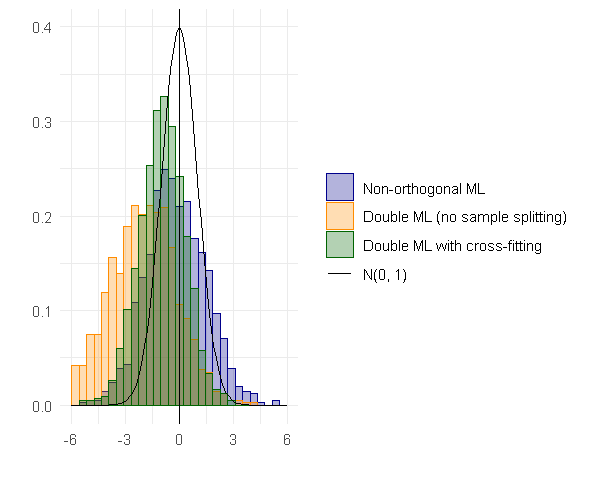 0.4
0.3
0.2
0.1
0.0
-6 -3 0 3 6
Non-orthogonal ML
Double ML (no sample splitting)
Double ML with cross-fitting
N(0, 1)